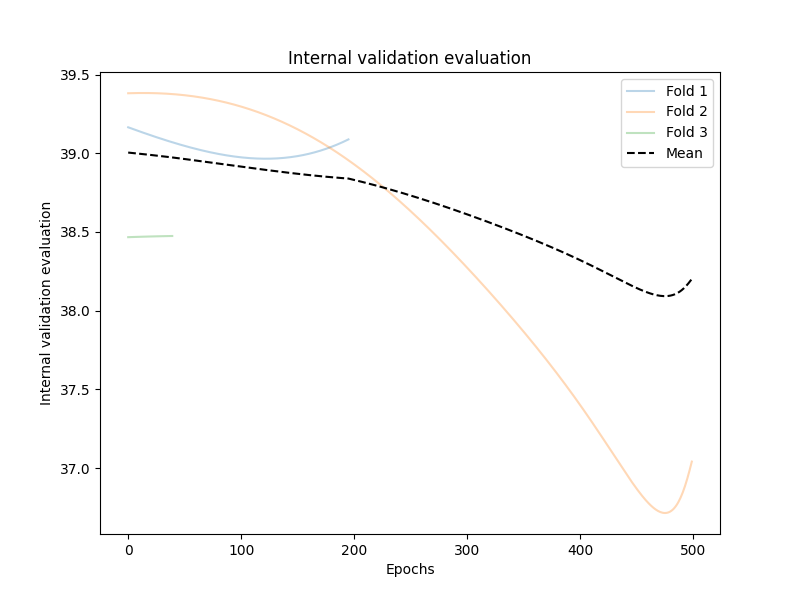 Internal validation evaluation
Fold 1
Fold 2
Fold 3
Mean
Internal validation evaluation
39.5
39.0
38.5
38.0
37.5
37.0
0 100 200 300 400 500
Epochs